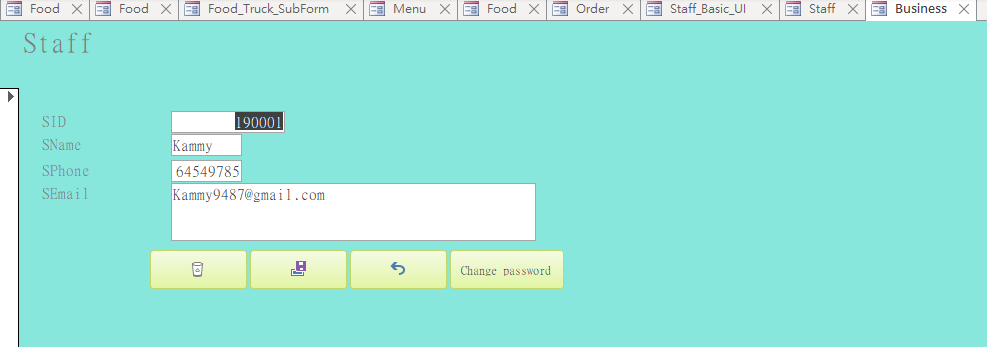 Food Food Food_Truck_SubForm Menu Food Order Staff_Basic_UI Staff Business
Staff
SID 190001
SName Kammy
SPhone 64549785
SEmail Kammy9487@gmail.com
Change password